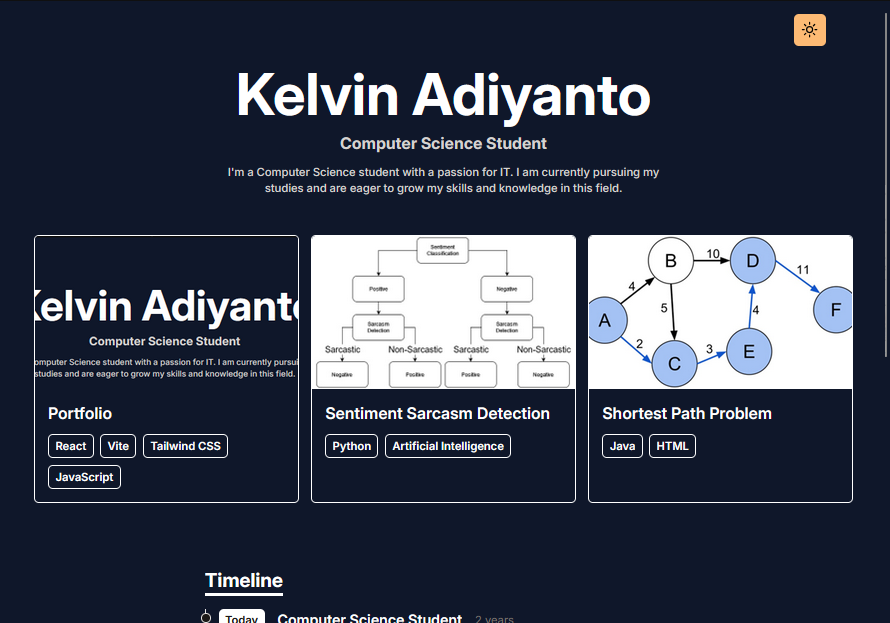 Kelvin Adiyanto
Computer Science Student
I'm a Computer Science student with a passion for IT. I am currently pursuing my
studies and are eager to grow my skills and knowledge in this field.
Kelvin Adiyanto
Computer Science Student
omputer Science student with a passion for IT. I am currently pursui
studies and are eager to grow my skills and knowledge in this field.
Portfolio
React Vite Tailwind CSS
JavaScript
Sentiment
Classification
Positive Negative
Sarcasm Sarcasm
Detection Detection
Sarcastic Non-Sarcastic Sarcastic Non-Sarcastic
Negative Positive Positive Negative
Sentiment Sarcasm Detection
Python Artificial Intelligence
B 10 D
11
4
A 5 4 F
2 3 E
C
Shortest Path Problem
Java HTML
Timeline
Today Computer Science Student 2 years